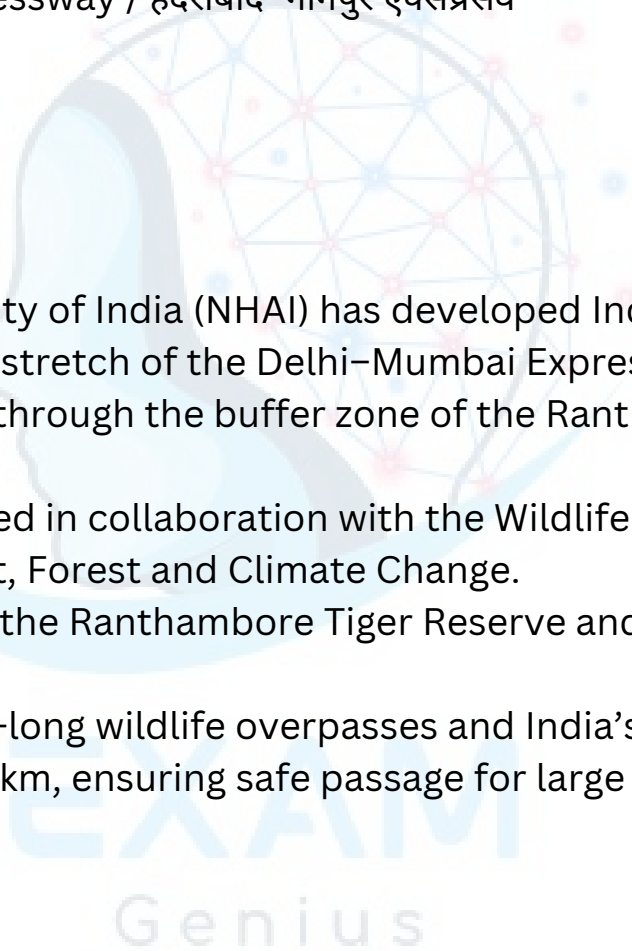 essway / हैदराबाद नागपुर एक्सप्रेसवे
ty of India (NHAI) has developed Inc
stretch of the Delhi–Mumbai Expres
through the buffer zone of the Rant
ed in collaboration with the Wildlife
t, Forest and Climate Change.
the Ranthambore Tiger Reserve and
-long wildlife overpasses and India’s
km, ensuring safe passage for large
EXAM
Genius